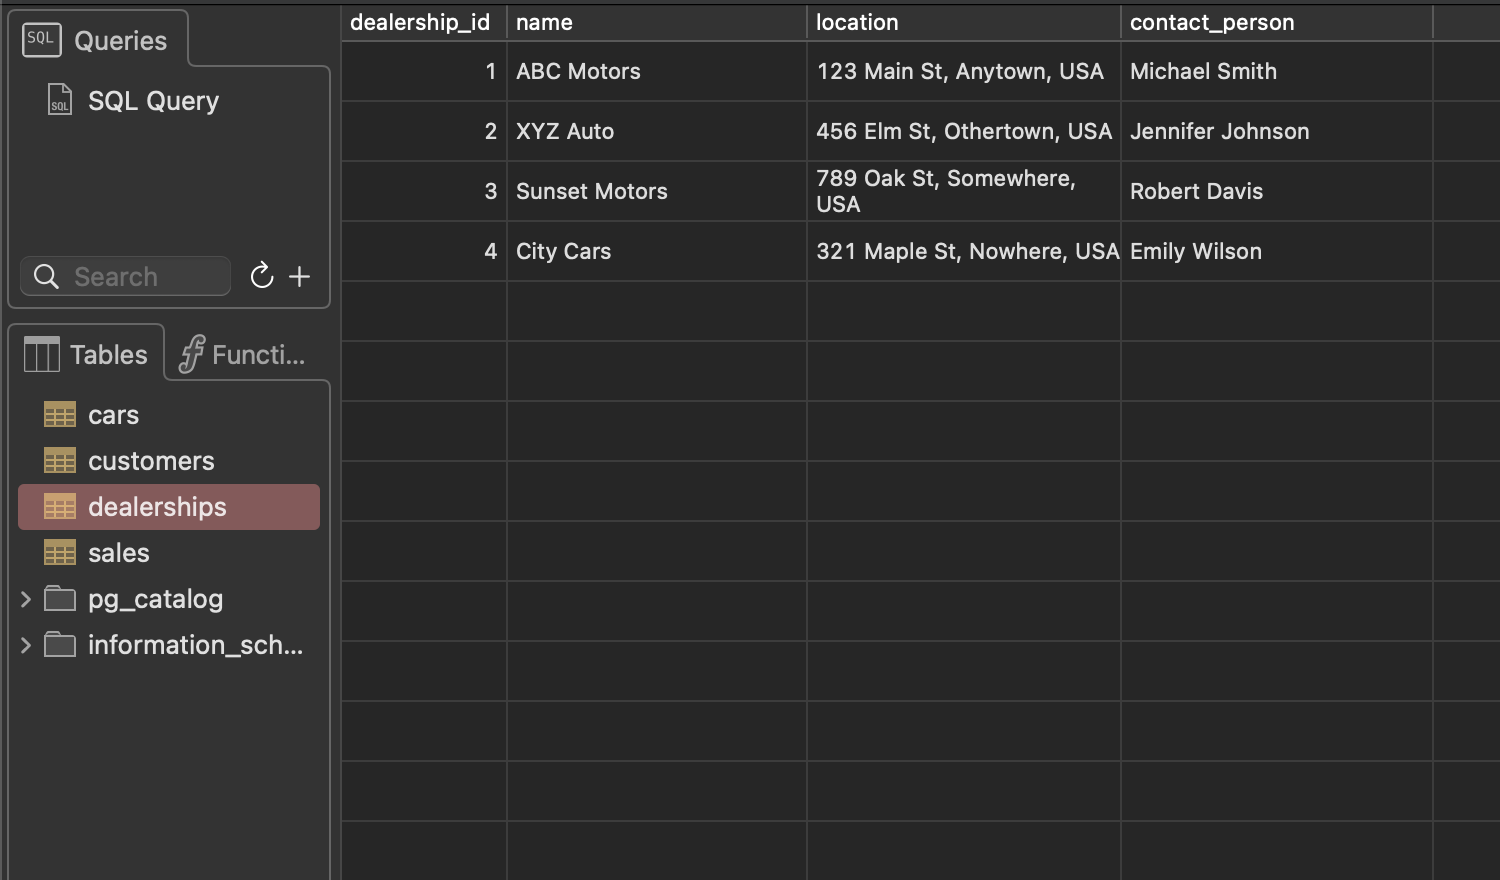 SQL Queries
SQL SQL Query
Search
Tables Functi...
cars
customers
dealerships
sales
pg_catalog
information_sch...
dealership_id name location contact_person
1 ABC Motors 123 Main St, Anytown, USA Michael Smith
2 XYZ Auto 456 Elm St, Othertown, USA Jennifer Johnson
3 Sunset Motors 789 Oak St, Somewhere,
USA Robert Davis
4 City Cars 321 Maple St, Nowhere, USA Emily Wilson